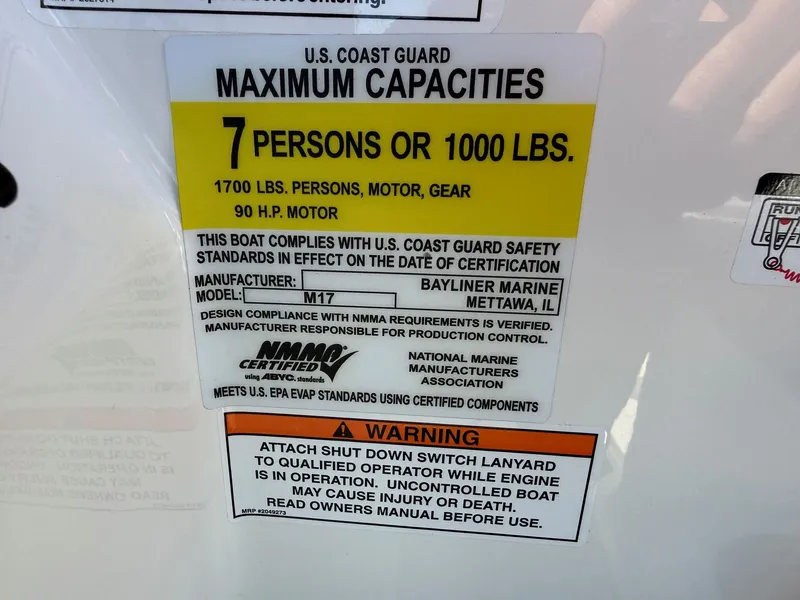 U.S. COAST GUARD
MAXIMUM CAPACITIES
7 PERSONS OR 1000 LBS.
1700 LBS. PERSONS, MOTOR, GEAR
90 H.P. MOTOR
THIS BOAT COMPLIES WITH U.S. COAST GUARD SAFETY
STANDARDS IN EFFECT ON THE DATE OF CERTIFICATION
MANUFACTURER: BAYLINER MARINE
MODEL: M17 METTAWA, IL
DESIGN COMPLIANCE WITH NMMA REQUIREMENTS IS VERIFIED.
MANUFACTURER RESPONSIBLE FOR PRODUCTION CONTROL.
NMMA
CERTIFIED
using ABYC. standards
NATIONAL MARINE
MANUFACTURERS
ASSOCIATION
MEETS U.S. EPA EVAP STANDARDS USING CERTIFIED COMPONENTS
WARNING
ATTACH SHUT DOWN SWITCH LANYARD
TO QUALIFIED OPERATOR WHILE ENGINE
IS IN OPERATION. UNCONTROLLED BOAT
MAY CAUSE INJURY OR DEATH.
READ OWNERS MANUAL BEFORE USE.
MRP #2049273
RUN
OFF